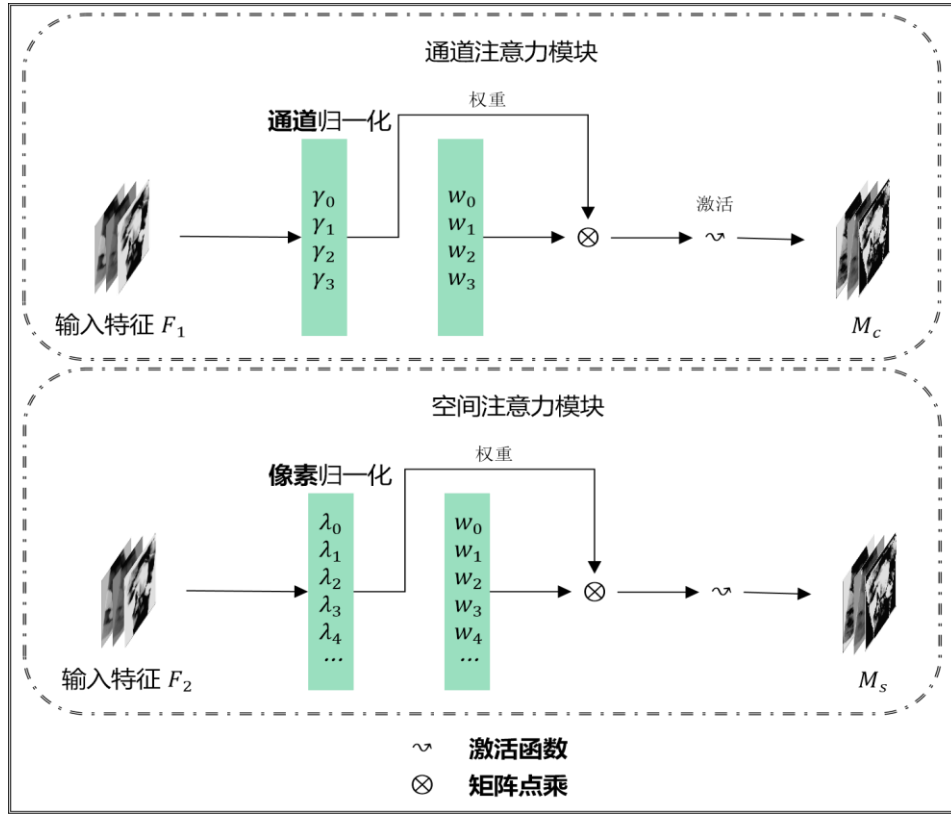 通道注意力模块
权重
通道归一化
γ₀
γ₁
γ₂
γ₃
w₀
w₁
w₂
w₃
激活
输入特征 F₁
M_c
空间注意力模块
权重
像素归一化
λ₀
λ₁
λ₂
λ₃
λ₄
...
w₀
w₁
w₂
w₃
w₄
...
输入特征 F₂
M_s
激活函数
矩阵点乘